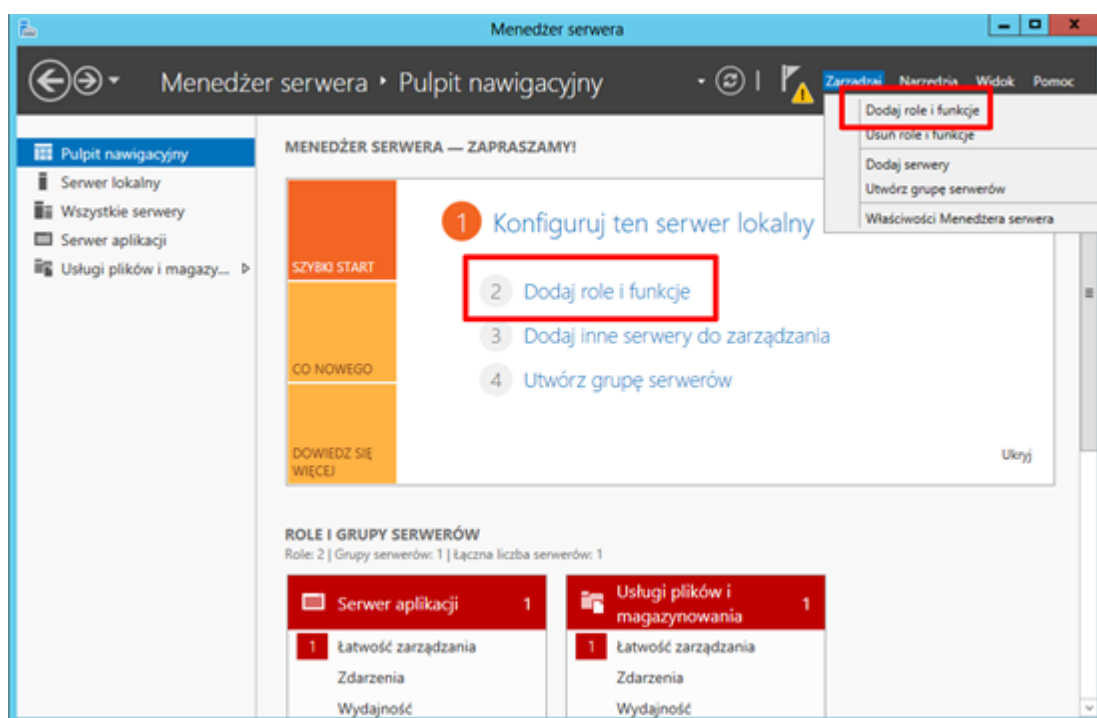 Menedżer serwera
Menedżer serwera ‣ Pulpit nawigacyjny
Zarządzaj Narzędzia Widok Pomoc
Dodaj role i funkcje
Usuń role i funkcje
Dodaj serwery
Utwórz grupę serwerów
Właściwości Menedżera serwera
Pulpit nawigacyjny
Serwer lokalny
Wszystkie serwery
Serwer aplikacji
Usługi plików i magazy...
MENEDŻER SERWERA — ZAPRASZAMY!
SZYBKI START
CO NOWEGO
DOWIEDZ SIĘ
WIĘCEJ
1 Konfiguruj ten serwer lokalny
2 Dodaj role i funkcje
3 Dodaj inne serwery do zarządzania
4 Utwórz grupę serwerów
Ukryj
ROLE I GRUPY SERWERÓW
Role: 2 | Grupy serwerów: 1 | Łączna liczba serwerów: 1
Serwer aplikacji 1
1 Łatwość zarządzania
Zdarzenia
Wydajność
Usługi plików i
magazynowania 1
1 Łatwość zarządzania
Zdarzenia
Wydajność